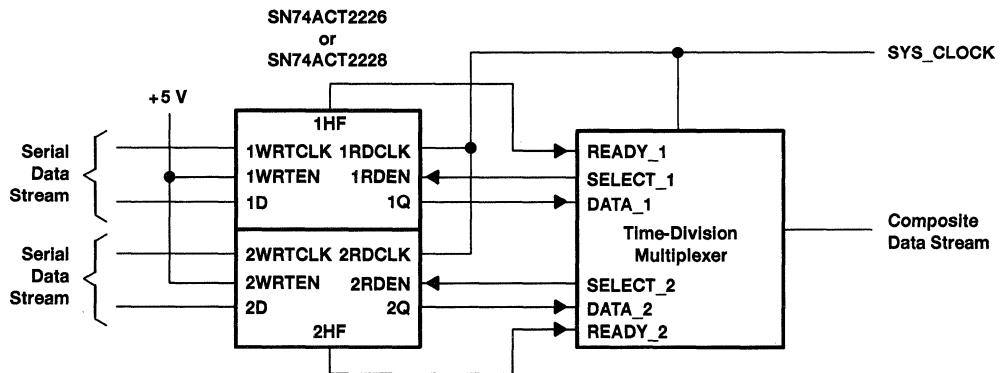 SN74ACT2226
or
SN74ACT2228
SYS_CLOCK
+5 V
1HF
Serial
Data
Stream
1WRTCLK 1RDCLK
1WRTEN 1RDEN
1D 1Q
READY_1
SELECT_1
DATA_1
Time-Division
Multiplexer
Composite
Data Stream
Serial
Data
Stream
2WRTCLK 2RDCLK
2WRTEN 2RDEN
2D 2Q
2HF
SELECT_2
DATA_2
READY_2